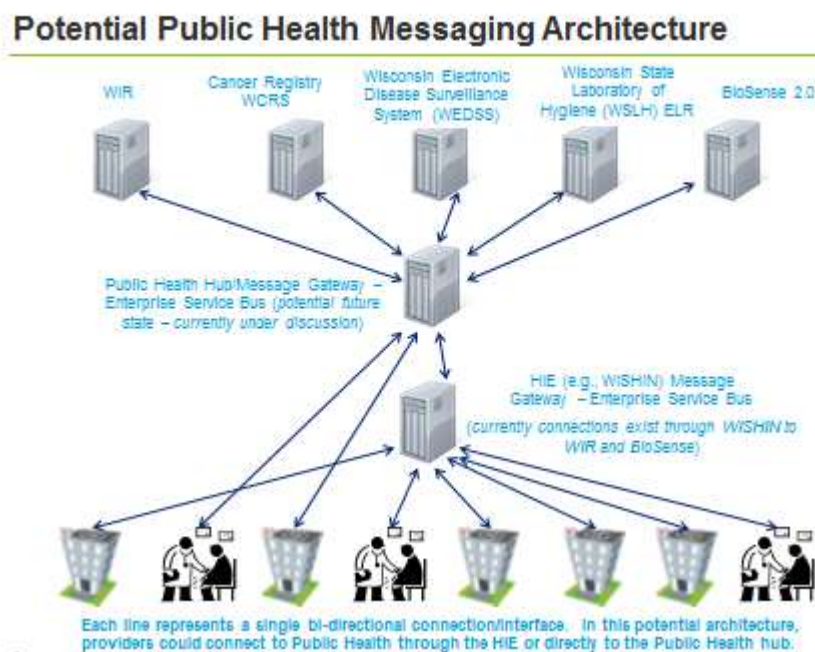 Potential Public Health Messaging Architecture
WIR
Cancer Registry
WCRS
Wisconsin Electronic
Disease Surveillance
System (WEDSS)
Wisconsin State
Laboratory of
Hygiene (WSLH) ELR
BioSense 2.0
Public Health Hub/Message Gateway –
Enterprise Service Bus (potential future
state – currently under discussion)
HIE (e.g., WISHIN) Message
Gateway – Enterprise Service Bus
(currently connections exist through WISHIN to
WIR and BioSense)
Each line represents a single bi-directional connection/interface. In this potential architecture,
providers could connect to Public Health through the HIE or directly to the Public Health hub.